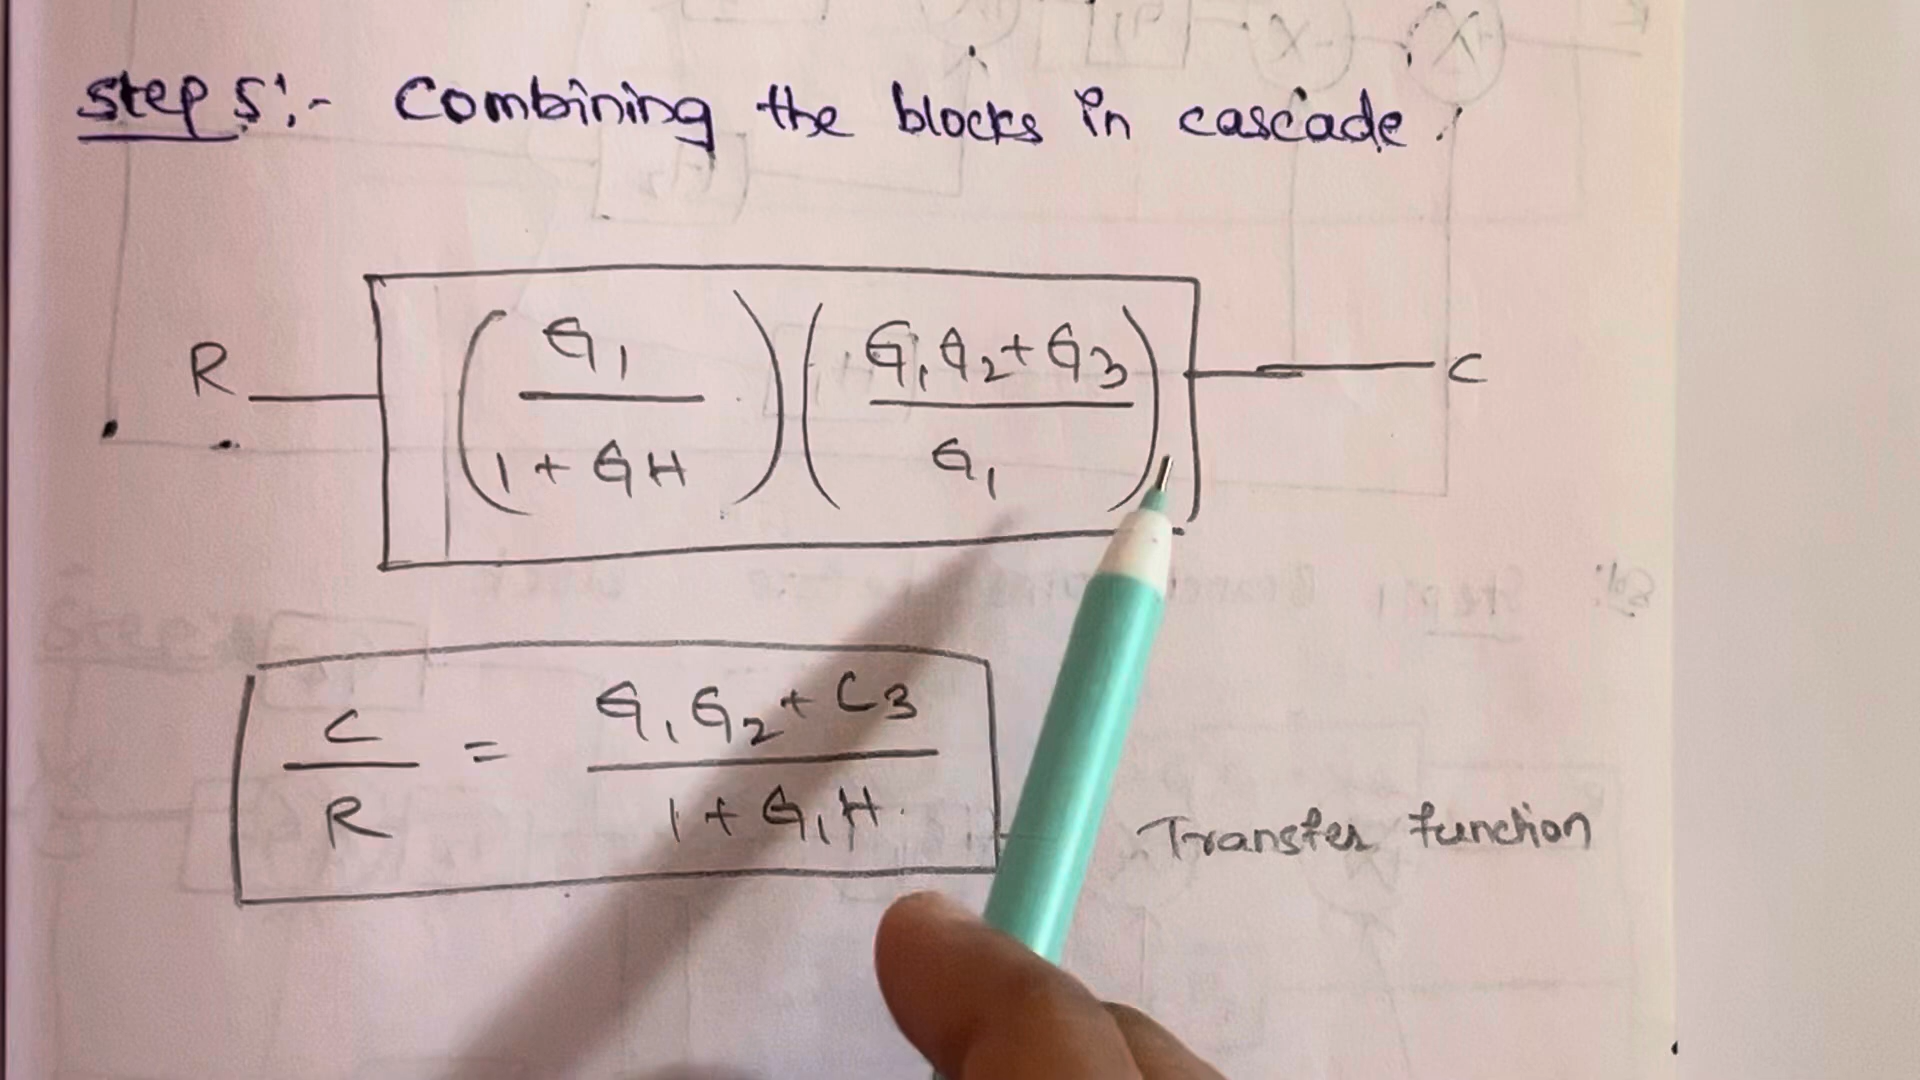 Step 5:- Combining the blocks in cascade.
R (G1 / 1 + GH) (G1G2 + G3 / G1) C
C / R = G1G2 + C3 / 1 + G1H.
Transfer function